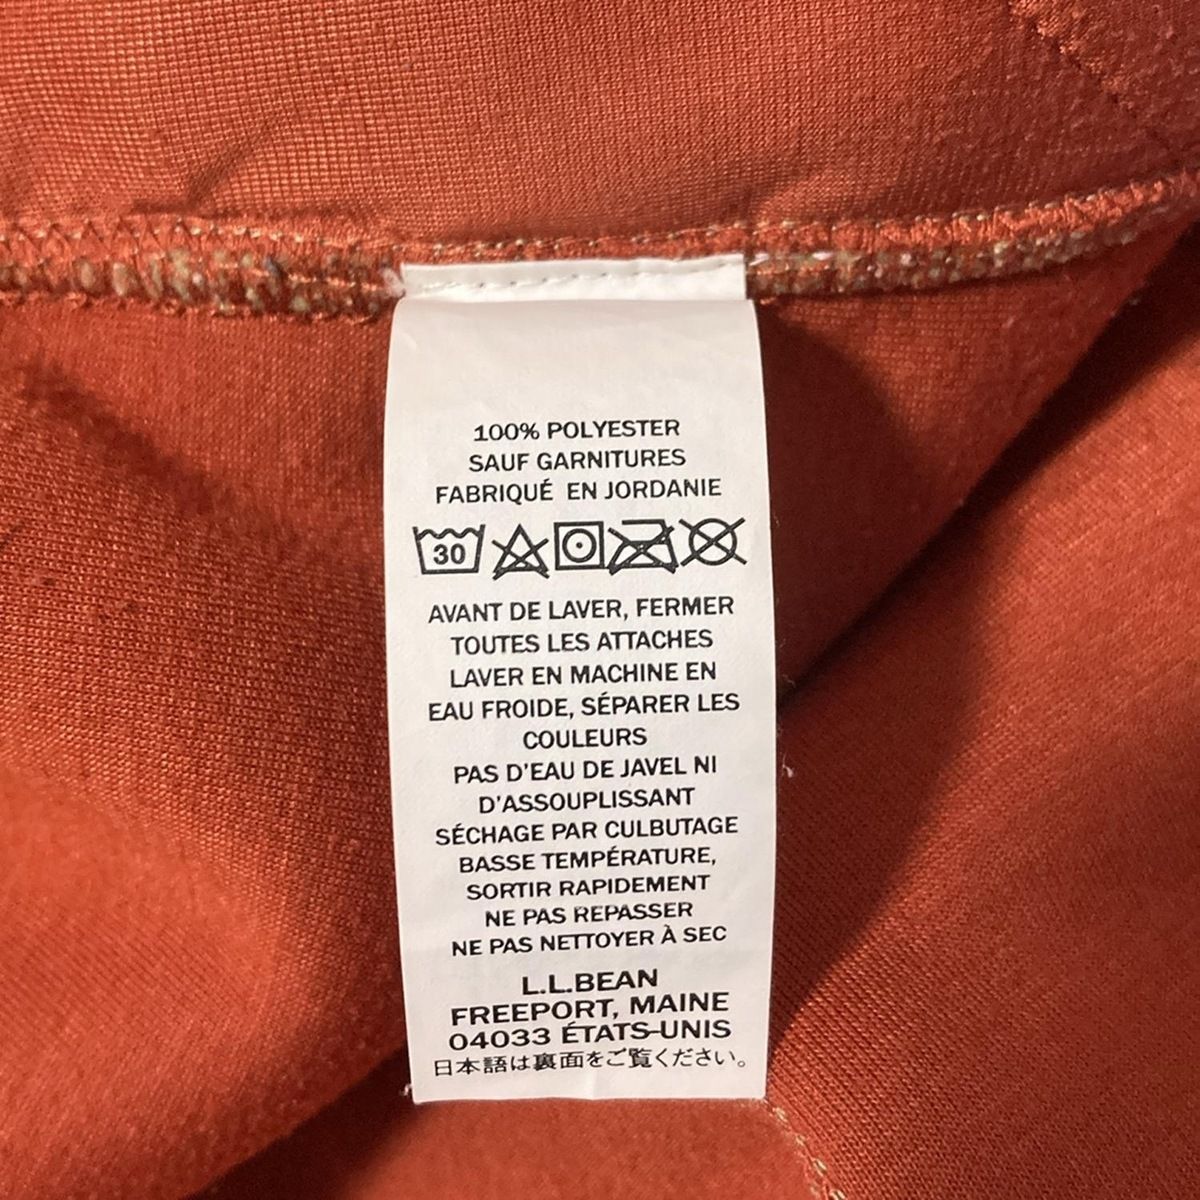 100% POLYESTER
SAUF GARNITURES
FABRIQUÉ EN JORDANIE
30
AVANT DE LAVER, FERMER
TOUTES LES ATTACHES
LAVER EN MACHINE EN
EAU FROIDE, SÉPARER LES
COULEURS
PAS D'EAU DE JAVEL NI
D'ASSOUPLISSANT
SÉCHAGE PAR CULBUTAGE
BASSE TEMPÉRATURE,
SORTIR RAPIDEMENT
NE PAS REPASSER
NE PAS NETTOYER À SEC
L.L.BEAN
FREEPORT, MAINE
04033 ÉTATS-UNIS
日本語は裏面をご覧ください。